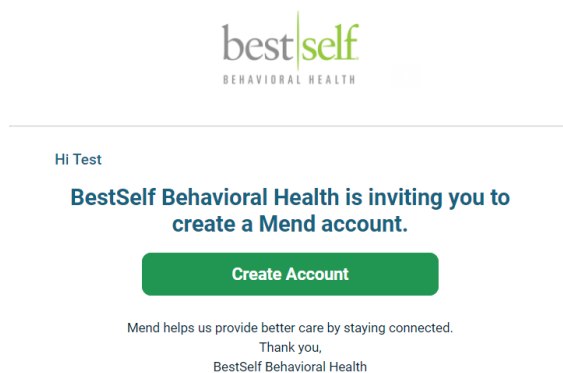 best self
BEHAVIORAL HEALTH
Hi Test
BestSelf Behavioral Health is inviting you to
create a Mend account.
Create Account
Mend helps us provide better care by staying connected.
Thank you,
BestSelf Behavioral Health